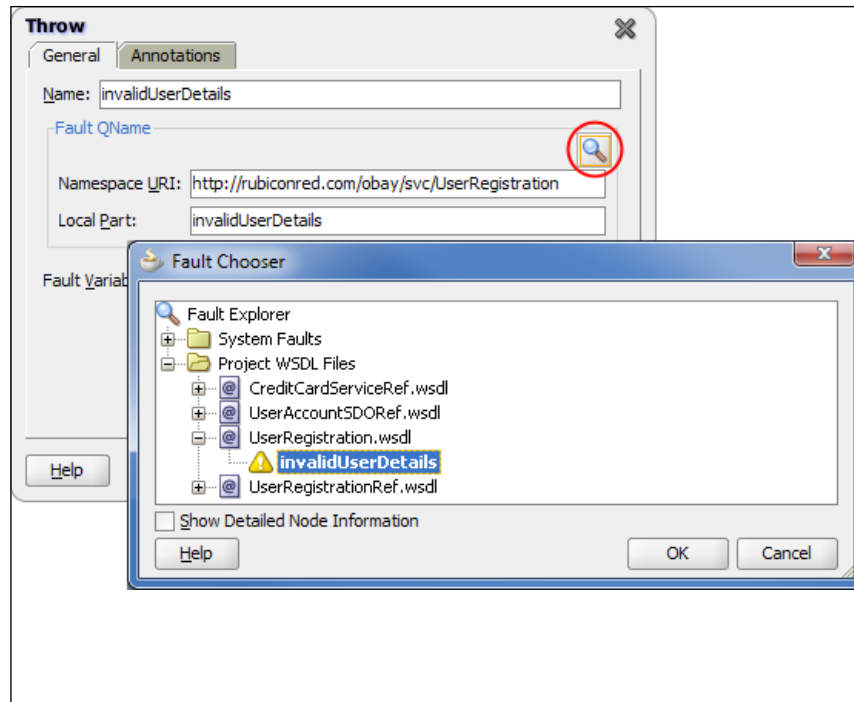 Throw
General Annotations
Name: invalidUserDetails
Fault QName
Namespace URI: http://rubiconred.com/obay/svc/UserRegistration
Local Part: invalidUserDetails
Fault Chooser
Fault
Fault Explorer
System Faults
Project WSDL Files
CreditCardServiceRef.wsdl
UserAccountSDORef.wsdl
UserRegistration.wsdl
invalidUserDetails
UserRegistrationRef.wsdl
Help
Show Detailed Node Information
Help OK Cancel